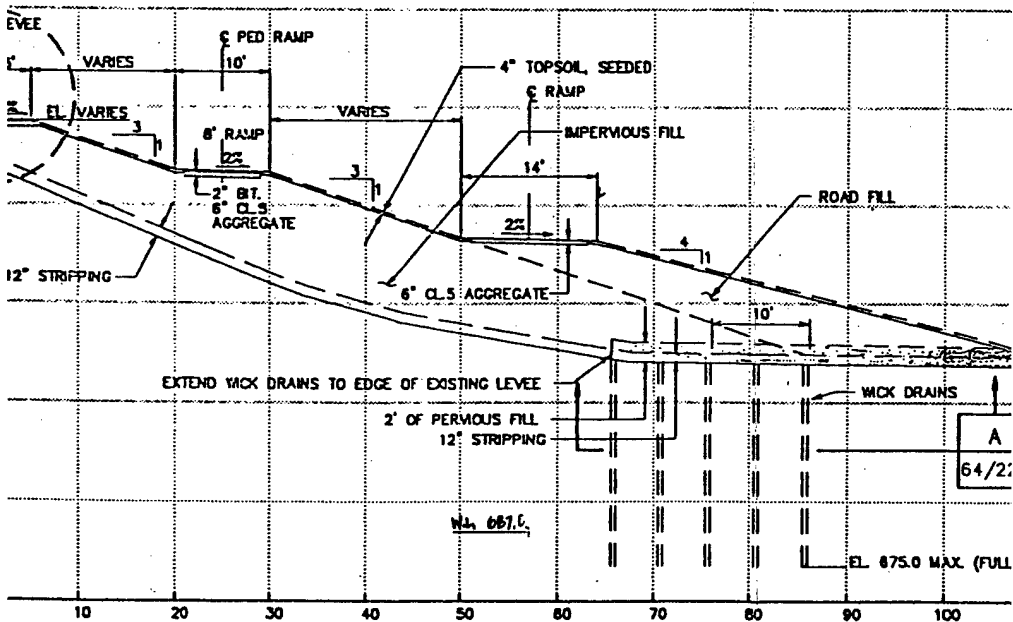 EVEE
℄ PED RAMP
VARIES
10'
4" TOPSOIL, SEEDED
℄ RAMP
EL. VARIES
VARIES
IMPERVIOUS FILL
3
1
8' RAMP
2%
3
1
14'
2" BIT.
6" CL.5
AGGREGATE
2%
ROAD FILL
4
1
12" STRIPPING
6" CL.5 AGGREGATE
10'
EXTEND WICK DRAINS TO EDGE OF EXISTING LEVEE
WICK DRAINS
2' OF PERVIOUS FILL
12" STRIPPING
A
64/22
EL. 675.0 MAX. (FULL
10 20 30 40 50 60 70 80 90 100